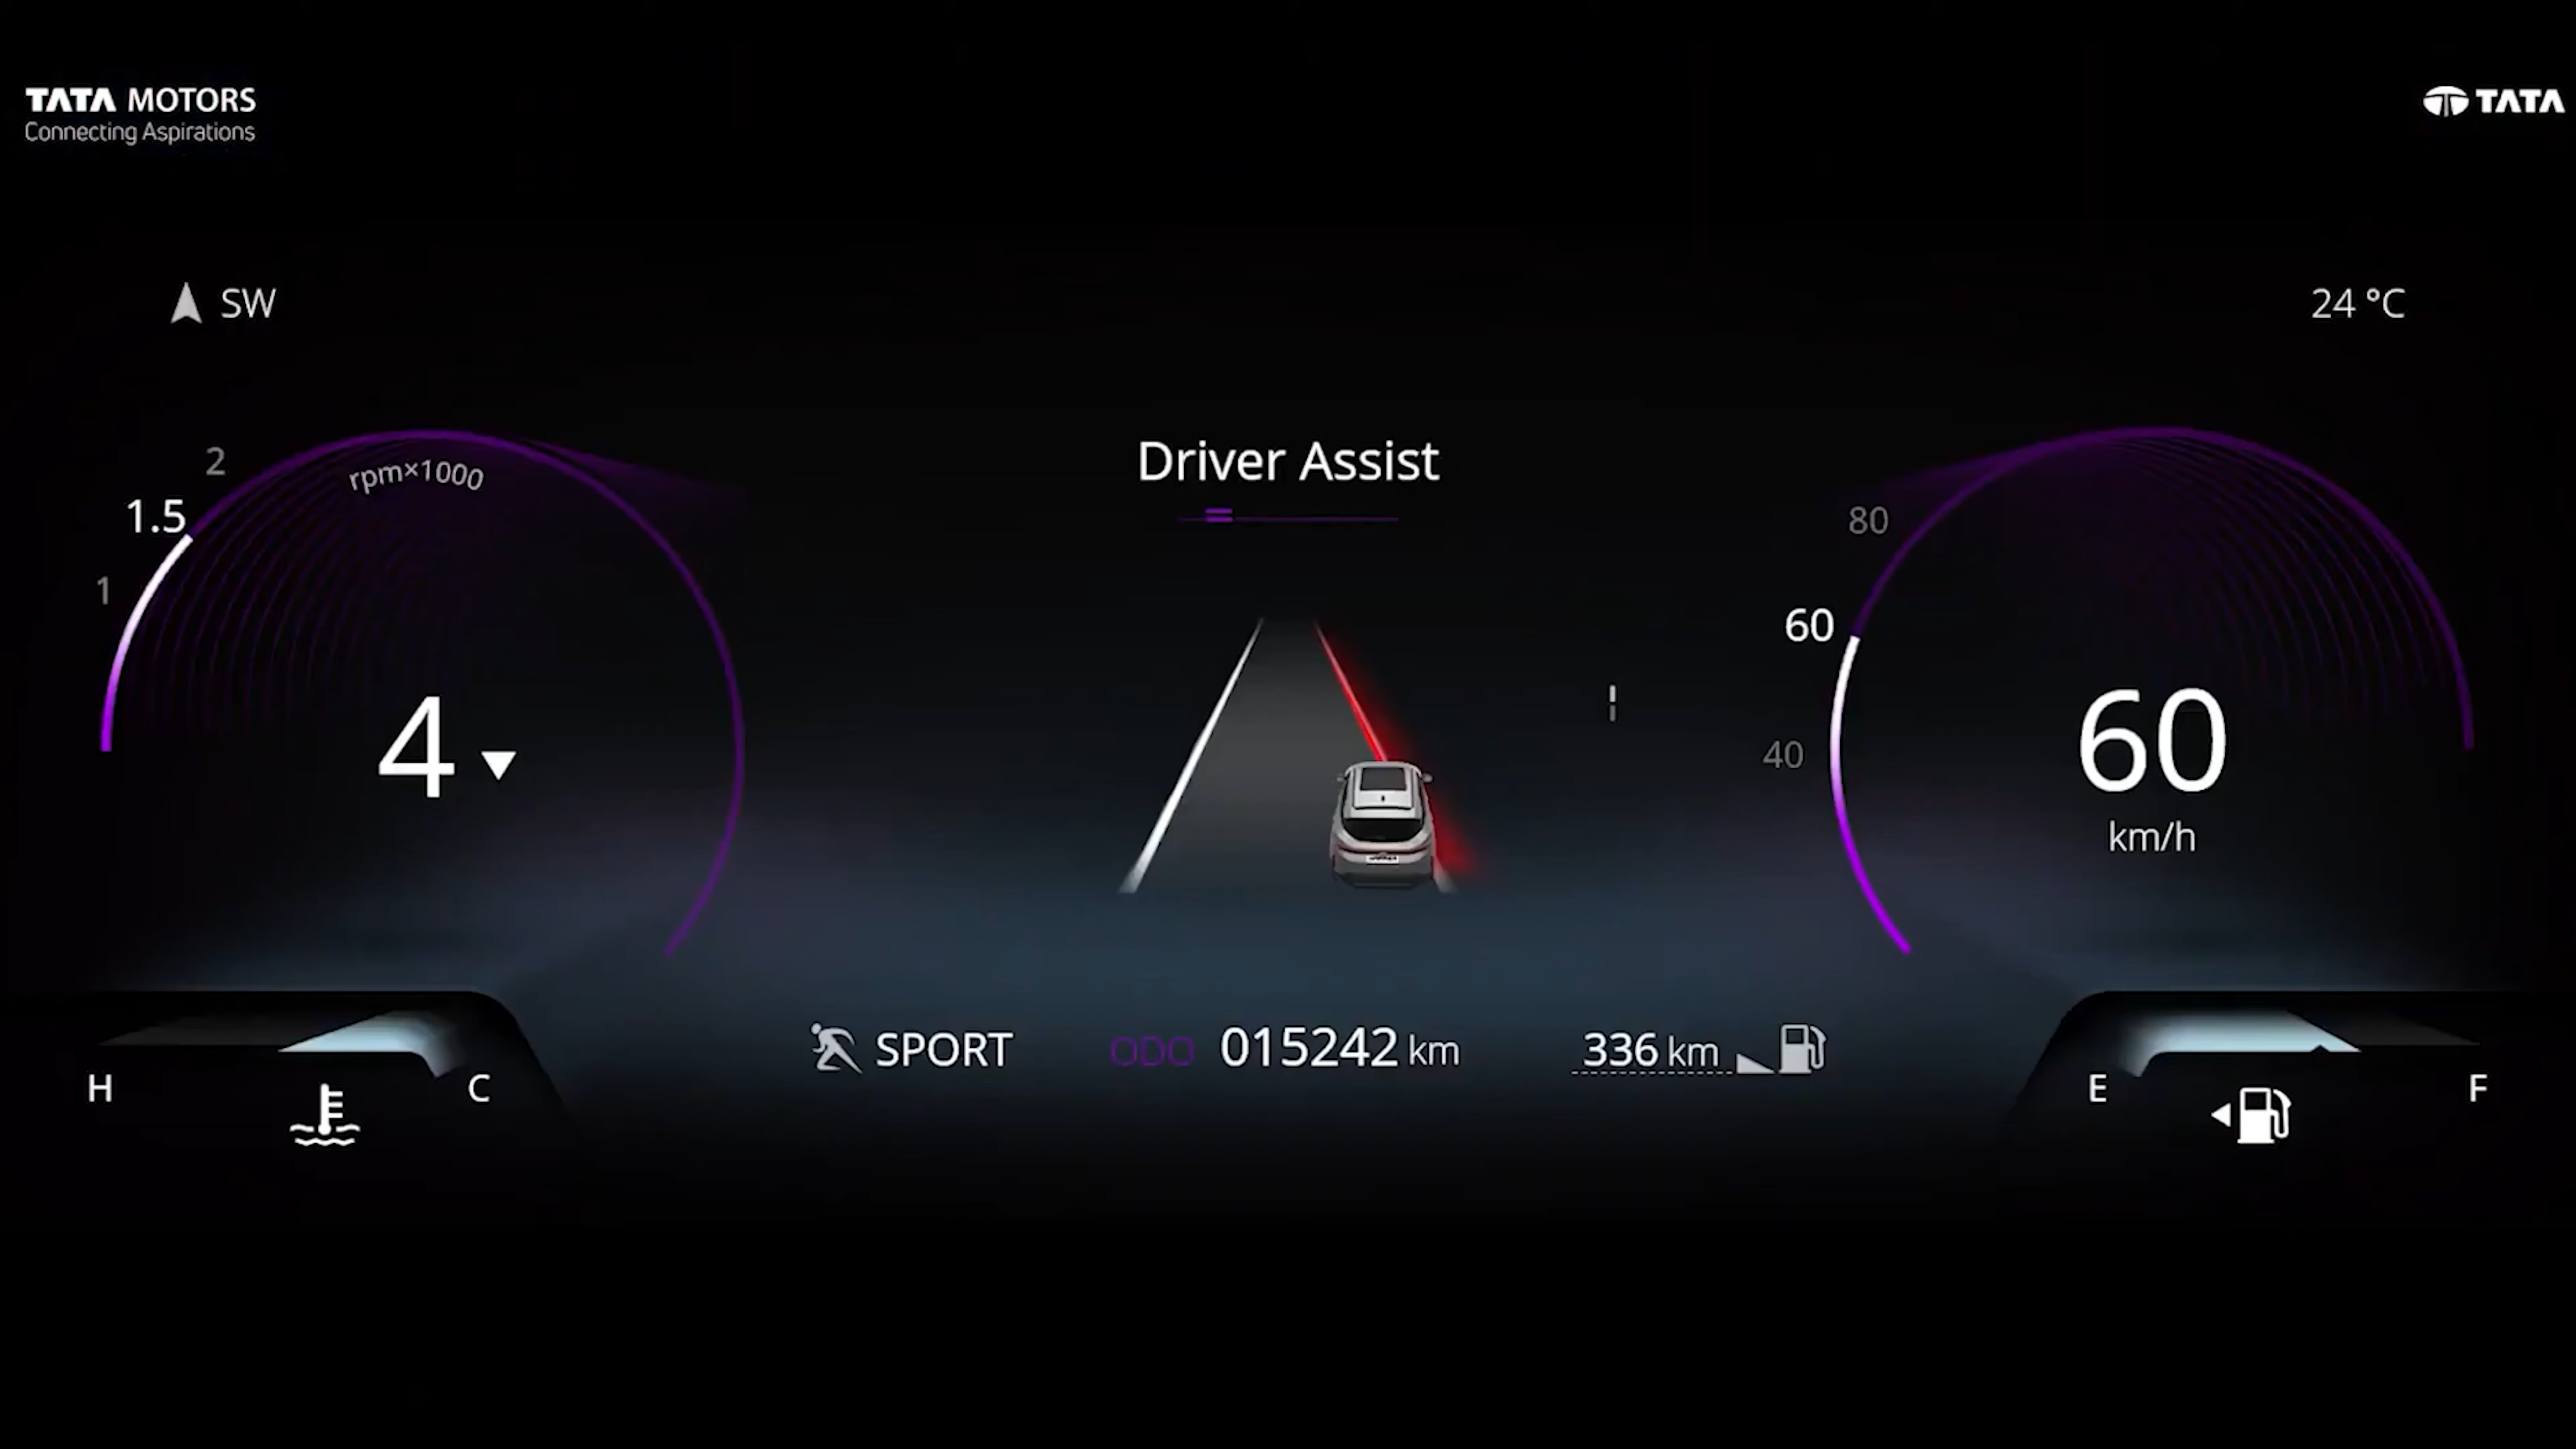 TATA MOTORS
Connecting Aspirations
TATA
SW
24 °C
Driver Assist
2
rpm×1000
1.5
1
4
80
60
40
60
km/h
SPORT
ODO 015242 km
336 km
H
C
E
F